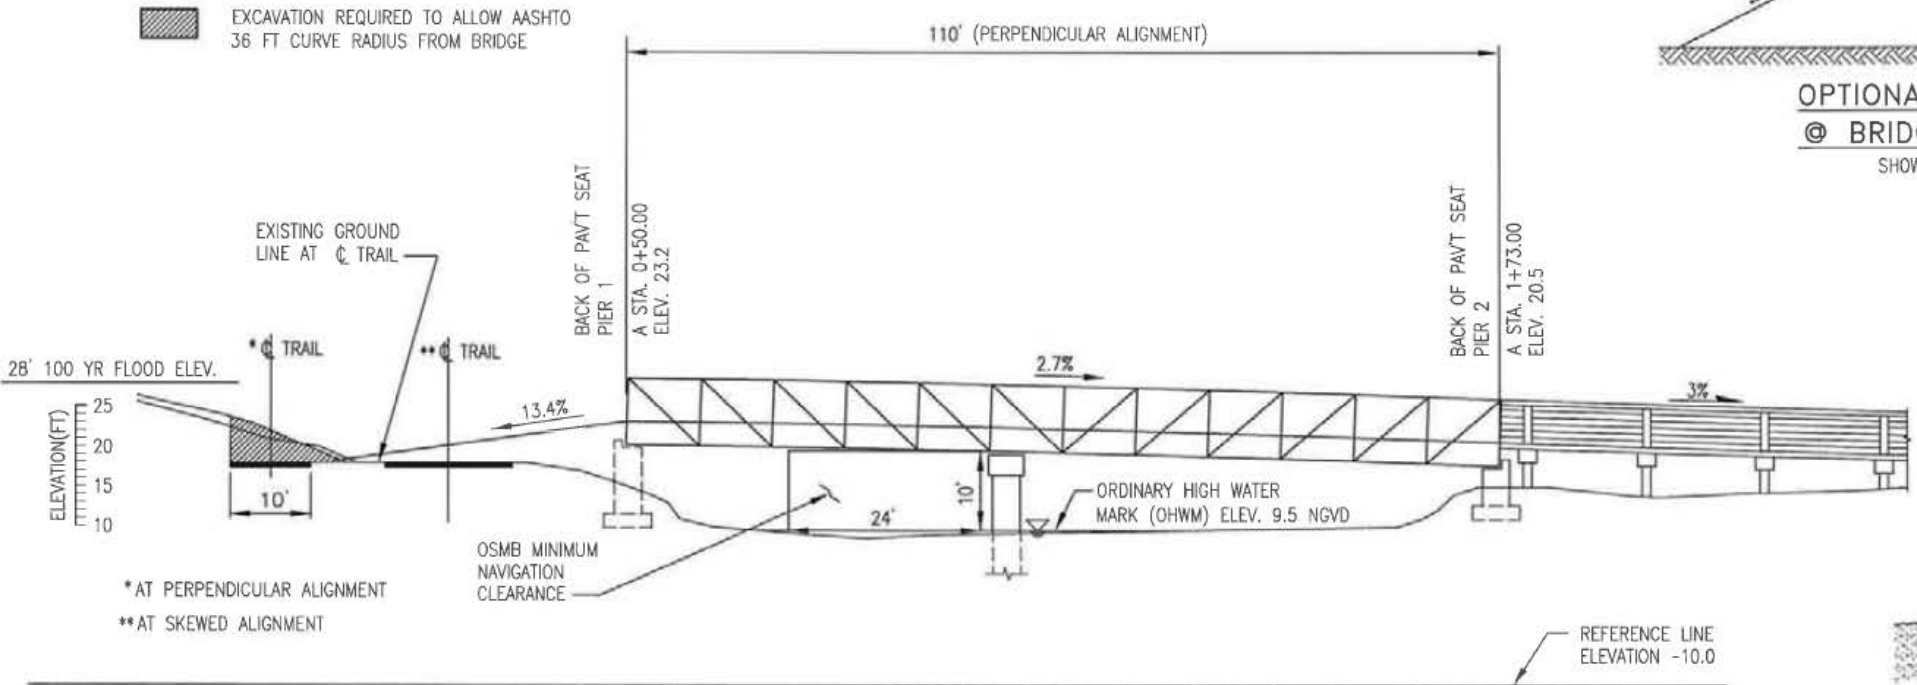 EXCAVATION REQUIRED TO ALLOW AASHTO
36 FT CURVE RADIUS FROM BRIDGE
110' (PERPENDICULAR ALIGNMENT)
OPTIONA
@ BRID
SHOW
EXISTING GROUND
LINE AT ℄ TRAIL
BACK OF PAV'T SEAT
PIER 1
A STA. 0+50.00
ELEV. 23.2
BACK OF PAV'T SEAT
PIER 2
A STA. 1+73.00
ELEV. 20.5
* ℄ TRAIL
** ℄ TRAIL
28' 100 YR FLOOD ELEV.
2.7%
3%
13.4%
ELEVATION(FT)
25
20
15
10
10'
10'
24'
ORDINARY HIGH WATER
MARK (OHWM) ELEV. 9.5 NGVD
OSMB MINIMUM
NAVIGATION
CLEARANCE
*AT PERPENDICULAR ALIGNMENT
**AT SKEWED ALIGNMENT
REFERENCE LINE
ELEVATION -10.0